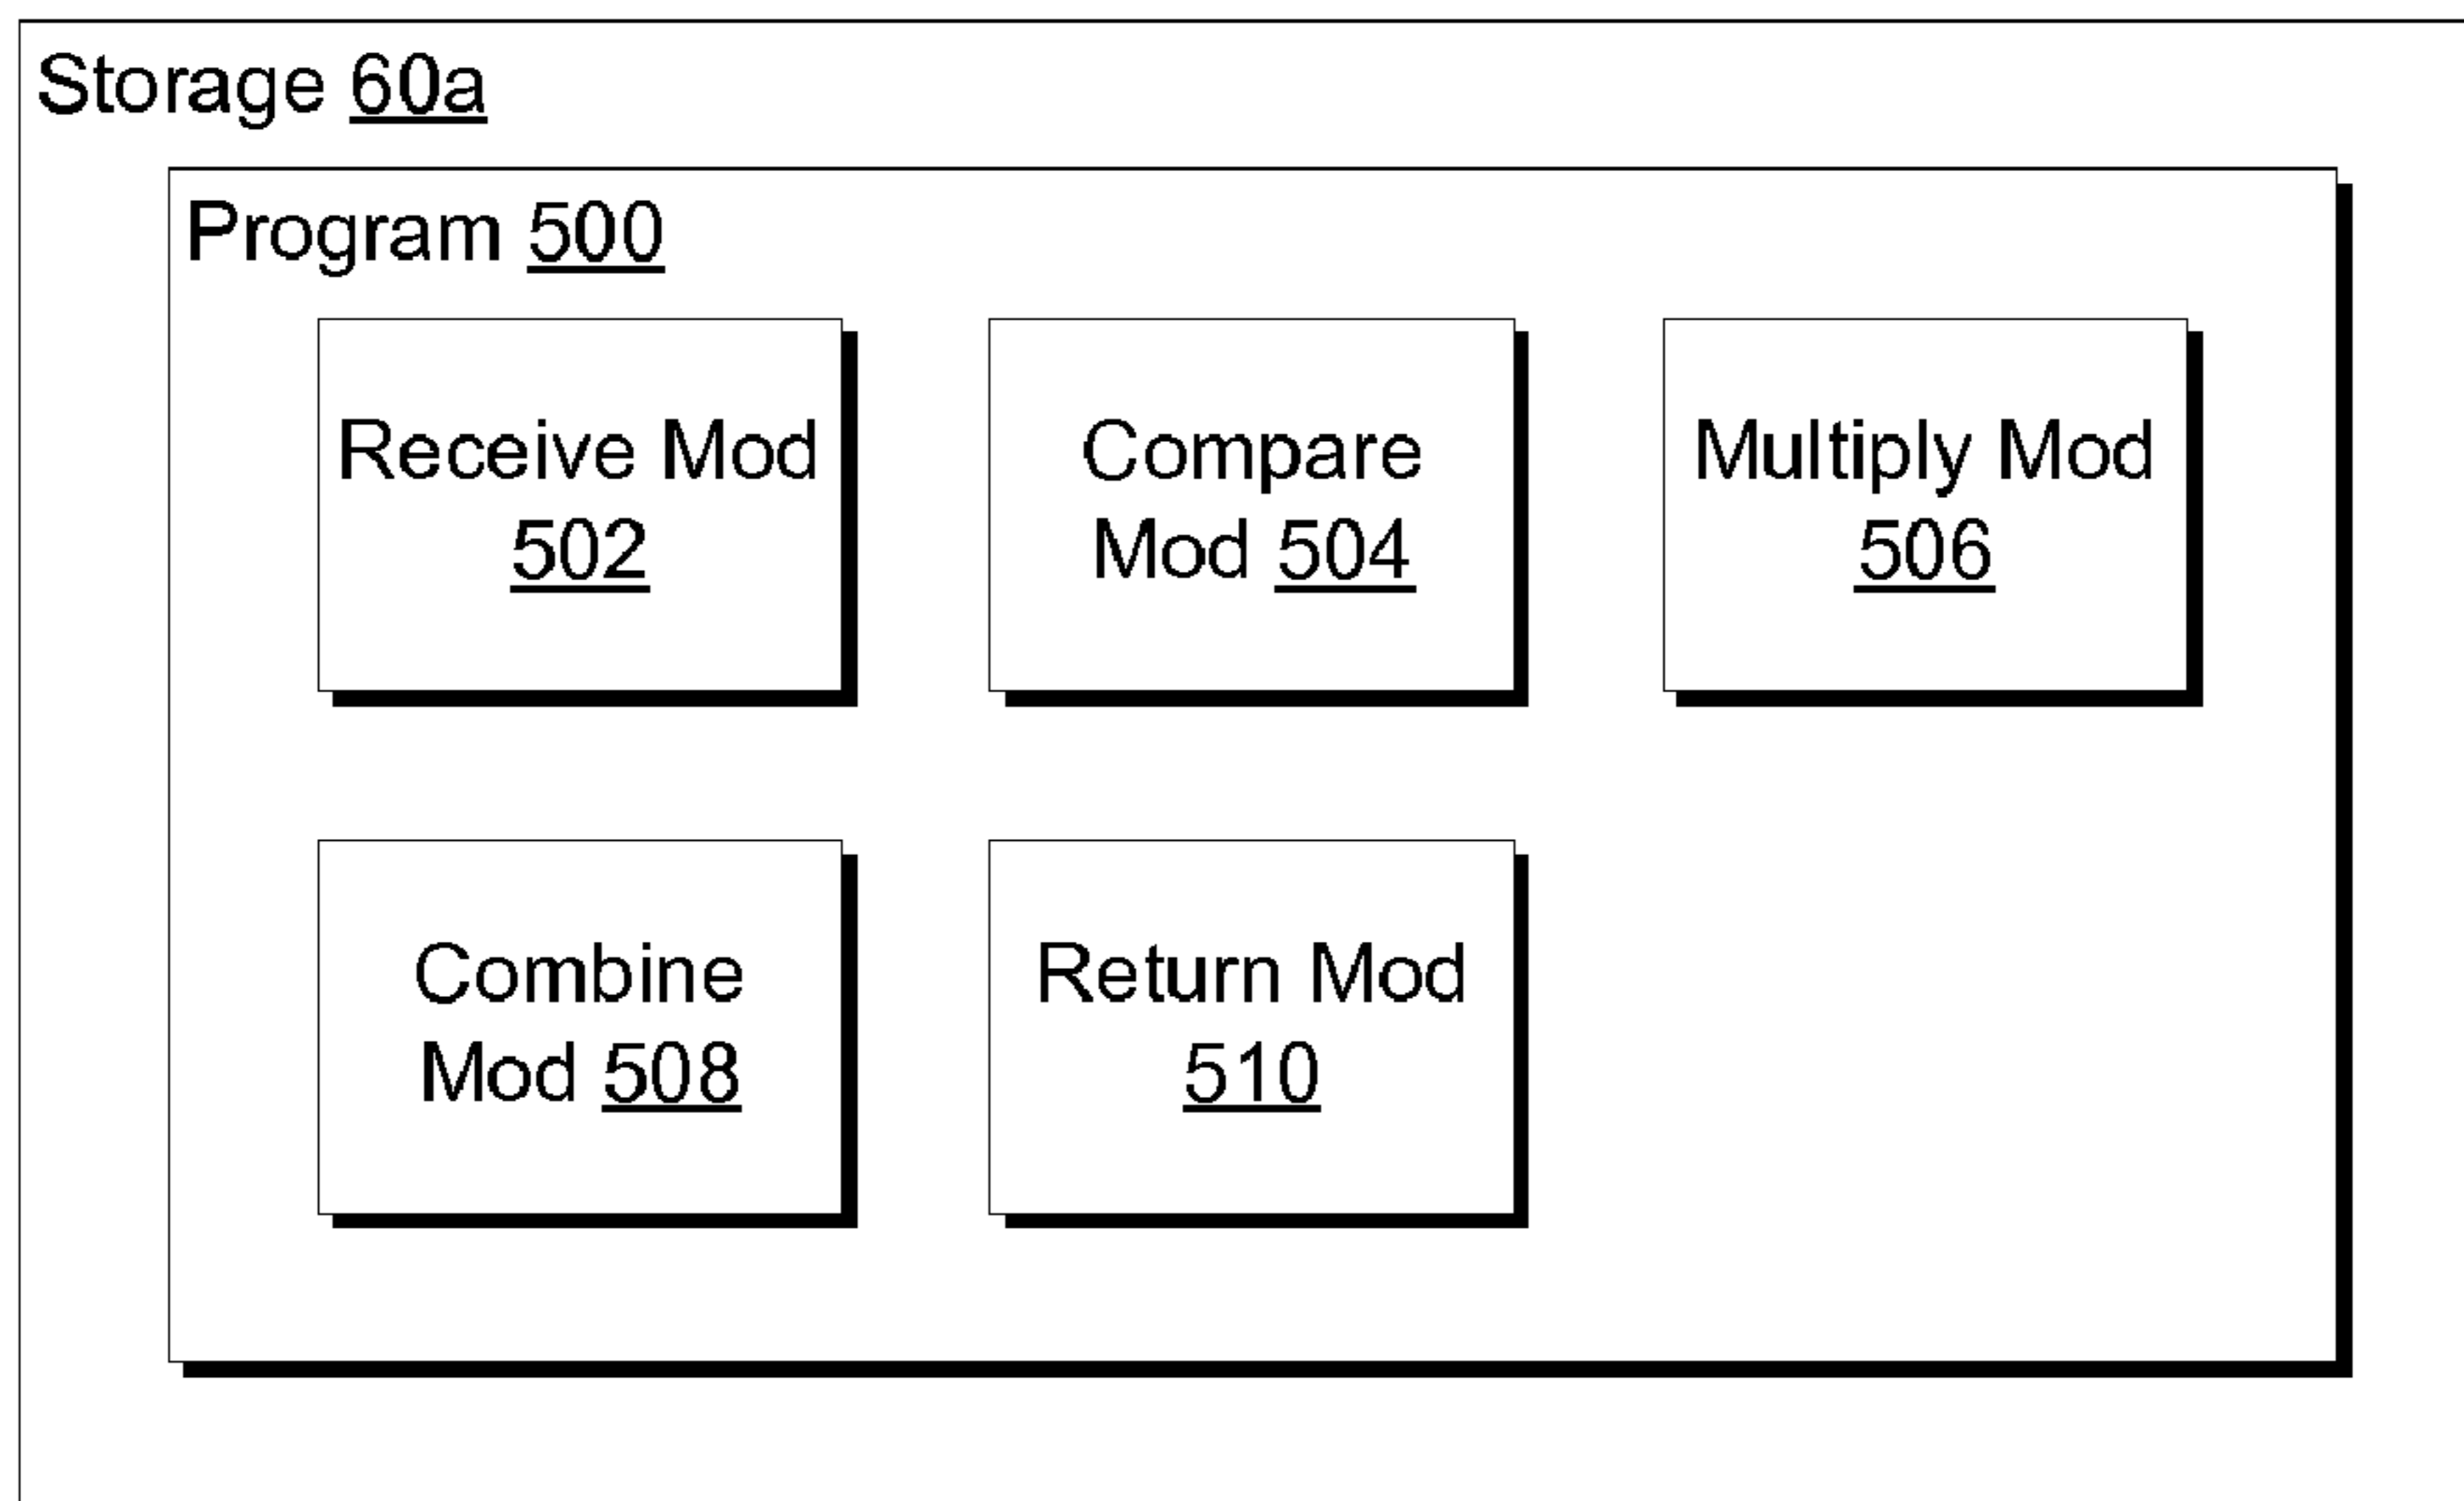 Storage 60a
Program 500
Receive Mod
502
Compare
Mod 504
Multiply Mod
506
Combine
Mod 508
Return Mod
510